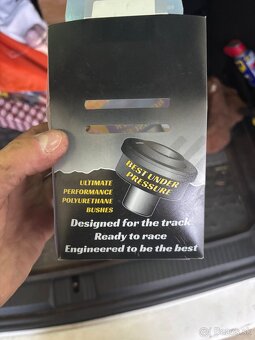 BEST UNDER
PRESSURE
ULTIMATE
PERFORMANCE
POLYURETHANE
BUSHES
Designed for the track
Ready to race
Engineered to be the best